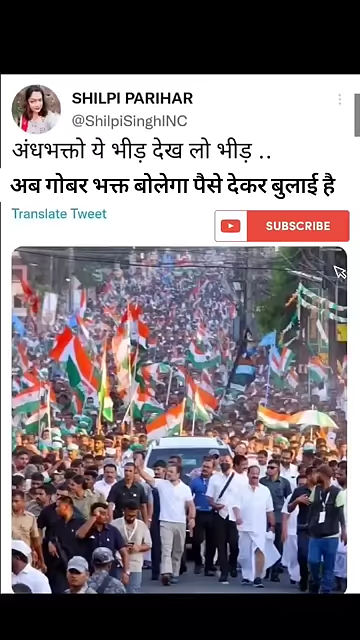 SHILPI PARIHAR
@ShilpiSinghINC
अंधभक्तो ये भीड़ देख लो भीड़ ..
अब गोबर भक्त बोलेगा पैसे देकर बुलाई है
Translate Tweet
SUBSCRIBE